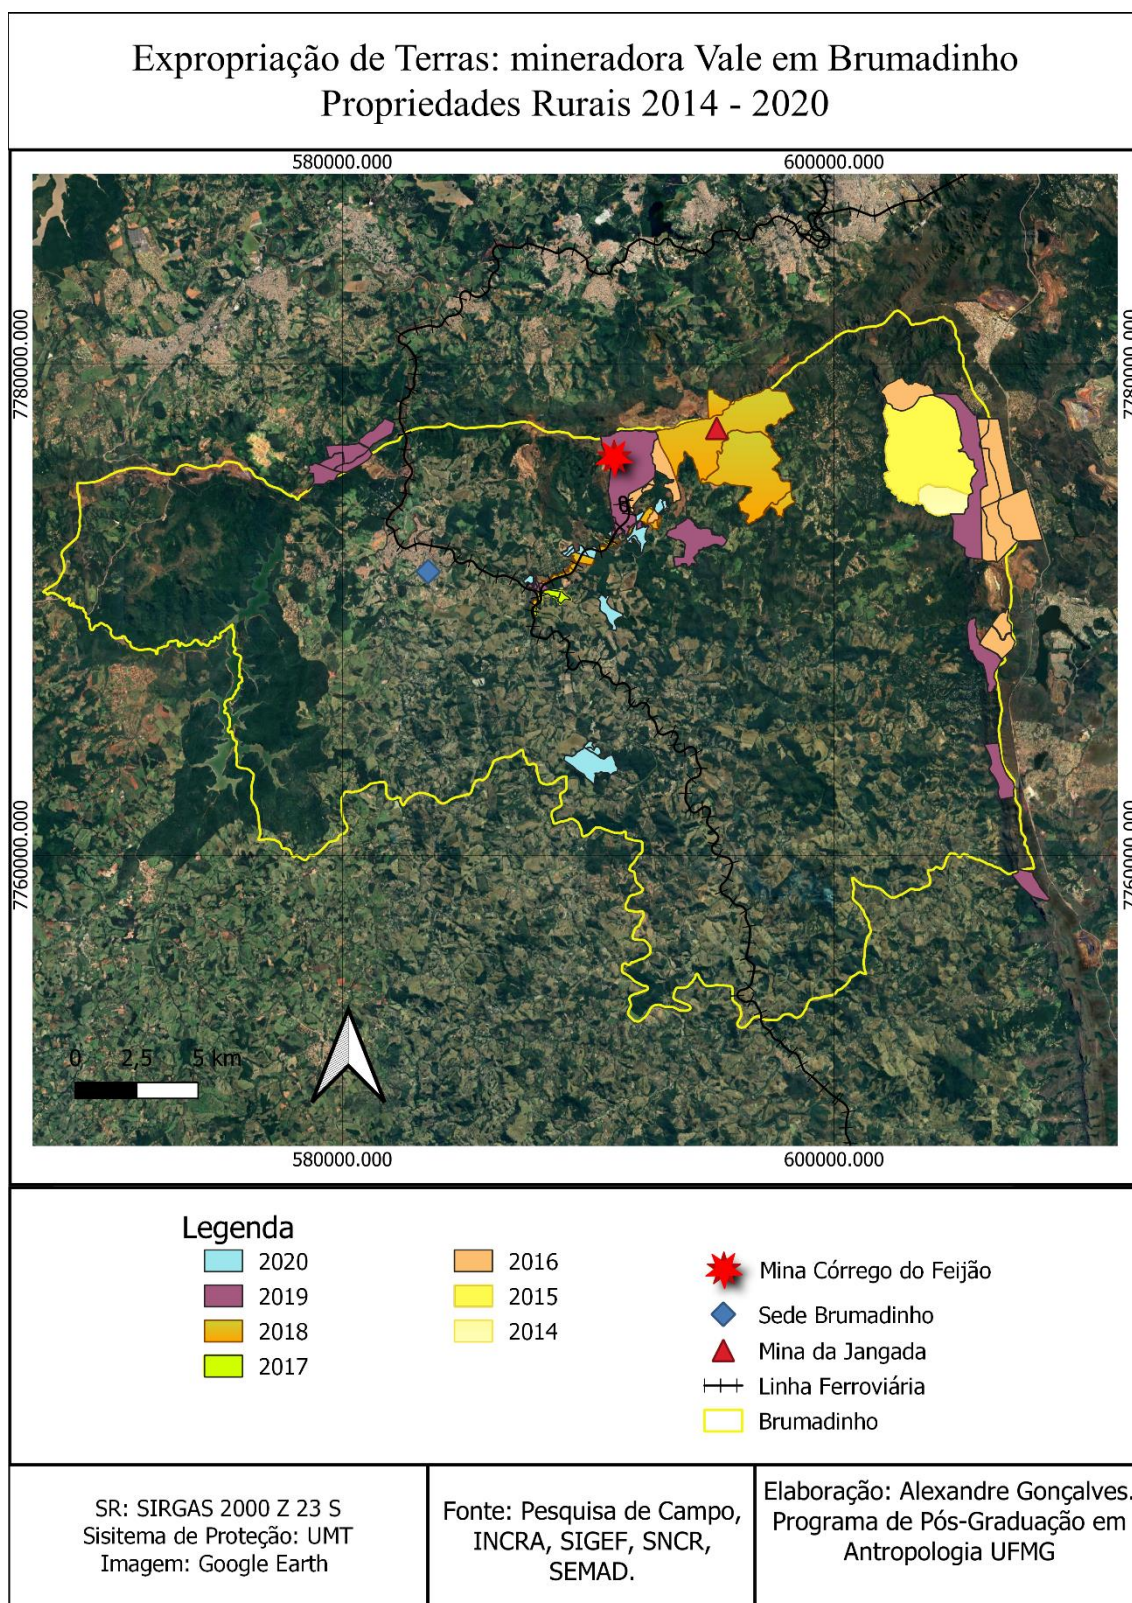 Expropriação de Terras: mineradora Vale em Brumadinho
Propriedades Rurais 2014 - 2020
580000.000
600000.000
7780000.000
7780000.000
7760000.000
7760000.000
0 2,5 5 km
580000.000
600000.000
Legenda
2020
2019
2018
2017
2016
2015
2014
Mina Córrego do Feijão
Sede Brumadinho
Mina da Jangada
Linha Ferroviária
Brumadinho
SR: SIRGAS 2000 Z 23 S
Sisitema de Proteção: UMT
Imagem: Google Earth
Fonte: Pesquisa de Campo,
INCRA, SIGEF, SNCR,
SEMAD.
Elaboração: Alexandre Gonçalves.
Programa de Pós-Graduação em
Antropologia UFMG